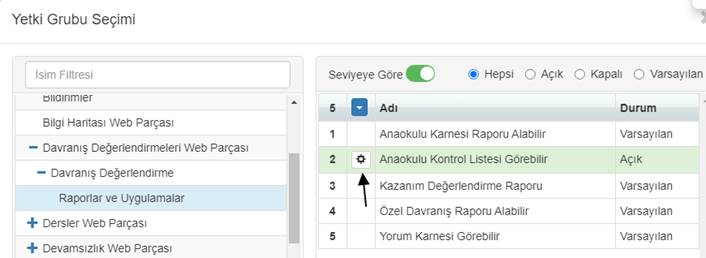 Yetki Grubu Seçimi
İsim Filtresi
Bildirimler
Bilgi Haritası Web Parçası
Davranış Değerlendirmeleri Web Parçası
Davranış Değerlendirme
Raporlar ve Uygulamalar
Dersler Web Parçası
Devamsızlık Web Parçası
Seviyeye Göre Hepsi Açık Kapalı Varsayılan
5 Adı Durum
1 Anaokulu Karnesi Raporu Alabilir Varsayılan
2 Anaokulu Kontrol Listesi Görebilir Açık
3 Kazanım Değerlendirme Raporu Varsayılan
4 Özel Davranış Raporu Alabilir Varsayılan
5 Yorum Karnesi Görebilir Varsayılan